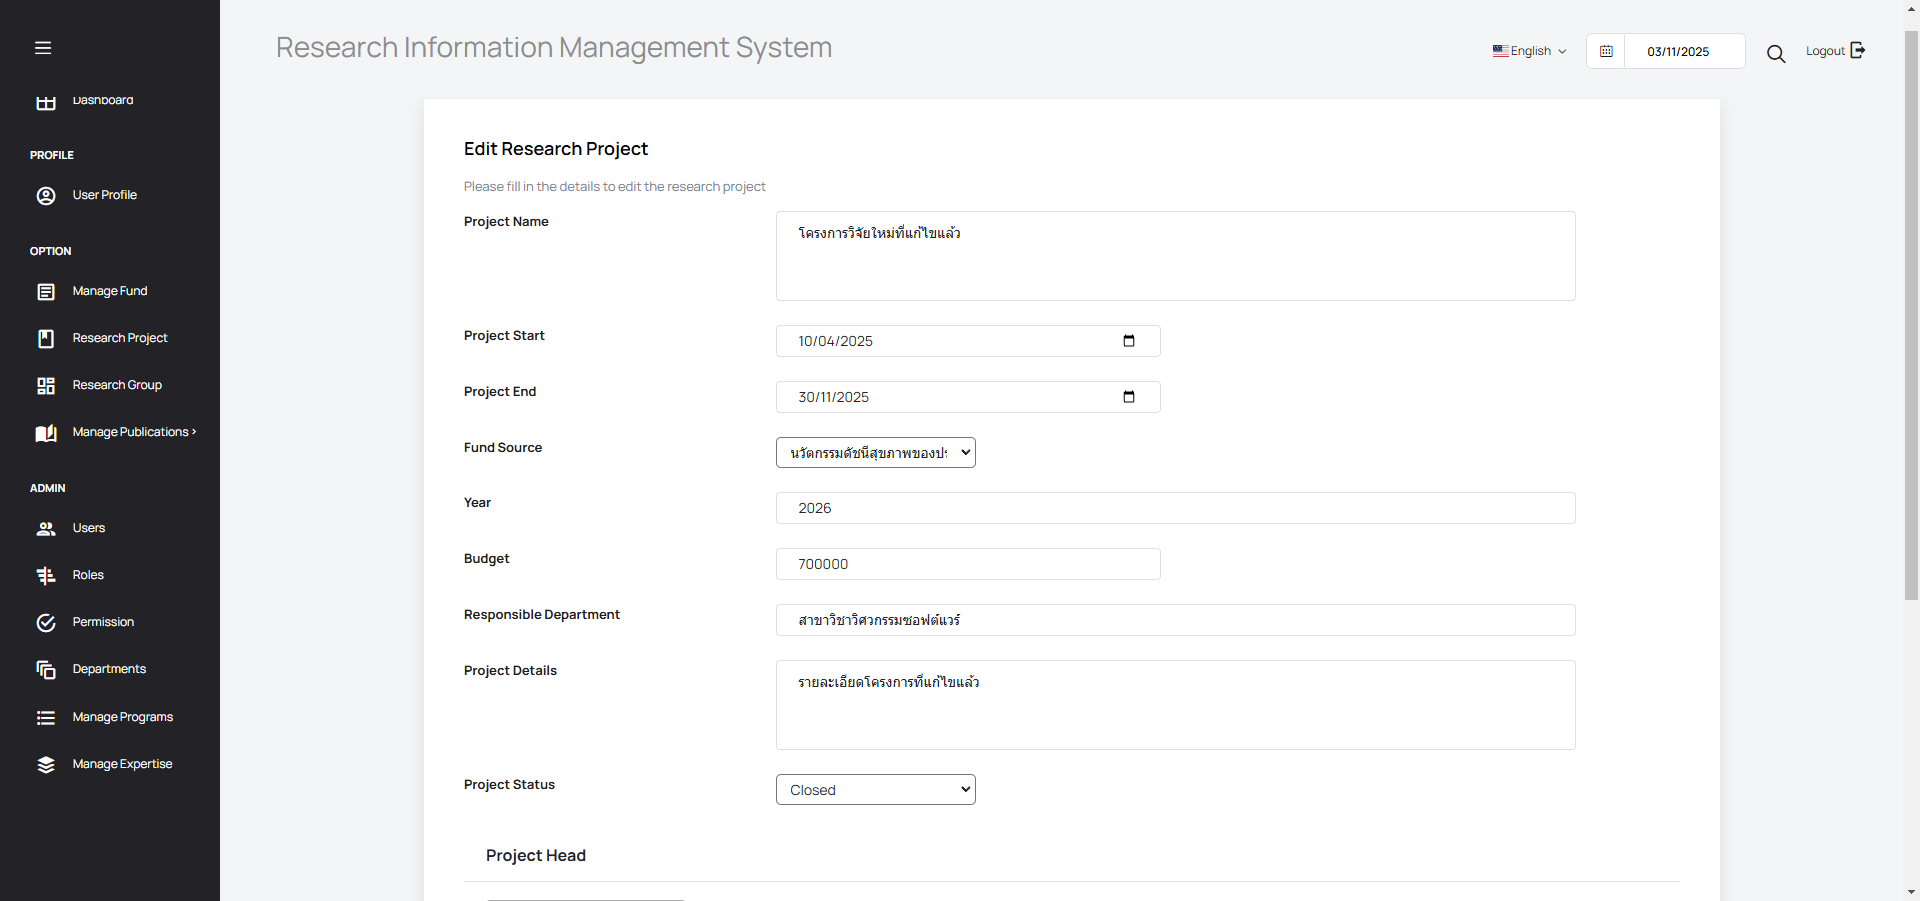 Research Information Management System
English
03/11/2025
Logout
Dashboard
PROFILE
User Profile
OPTION
Manage Fund
Research Project
Research Group
Manage Publications >
ADMIN
Users
Roles
Permission
Departments
Manage Programs
Manage Expertise
Edit Research Project
Please fill in the details to edit the research project
Project Name
โครงการวิจัยใหม่ที่แก้ไขแล้ว
Project Start
10/04/2025
Project End
30/11/2025
Fund Source
นวัตกรรมดัชนีสุขภาพของปร
Year
2026
Budget
700000
Responsible Department
สาขาวิชาวิศวกรรมซอฟต์แวร์
Project Details
รายละเอียดโครงการที่แก้ไขแล้ว
Project Status
Closed
Project Head